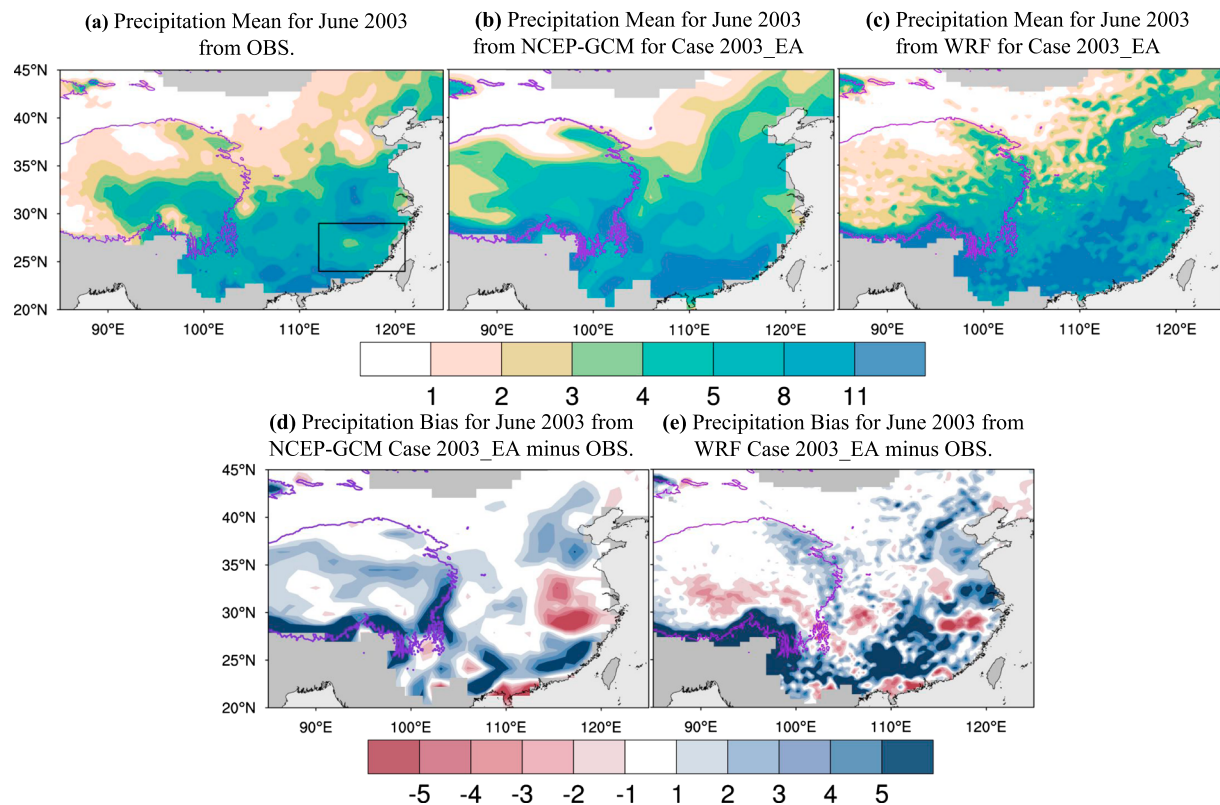 (a) Precipitation Mean for June 2003
from OBS.
(b) Precipitation Mean for June 2003
from NCEP-GCM for Case 2003_EA
(c) Precipitation Mean for June 2003
from WRF for Case 2003_EA
45°N
40°N
35°N
30°N
25°N
20°N
90°E 100°E 110°E 120°E
90°E 100°E 110°E 120°E
90°E 100°E 110°E 120°E
1 2 3 4 5 8 11
(d) Precipitation Bias for June 2003 from
NCEP-GCM Case 2003_EA minus OBS.
(e) Precipitation Bias for June 2003 from
WRF Case 2003_EA minus OBS.
45°N
40°N
35°N
30°N
25°N
20°N
90°E 100°E 110°E 120°E
90°E 100°E 110°E 120°E
-5 -4 -3 -2 -1 1 2 3 4 5